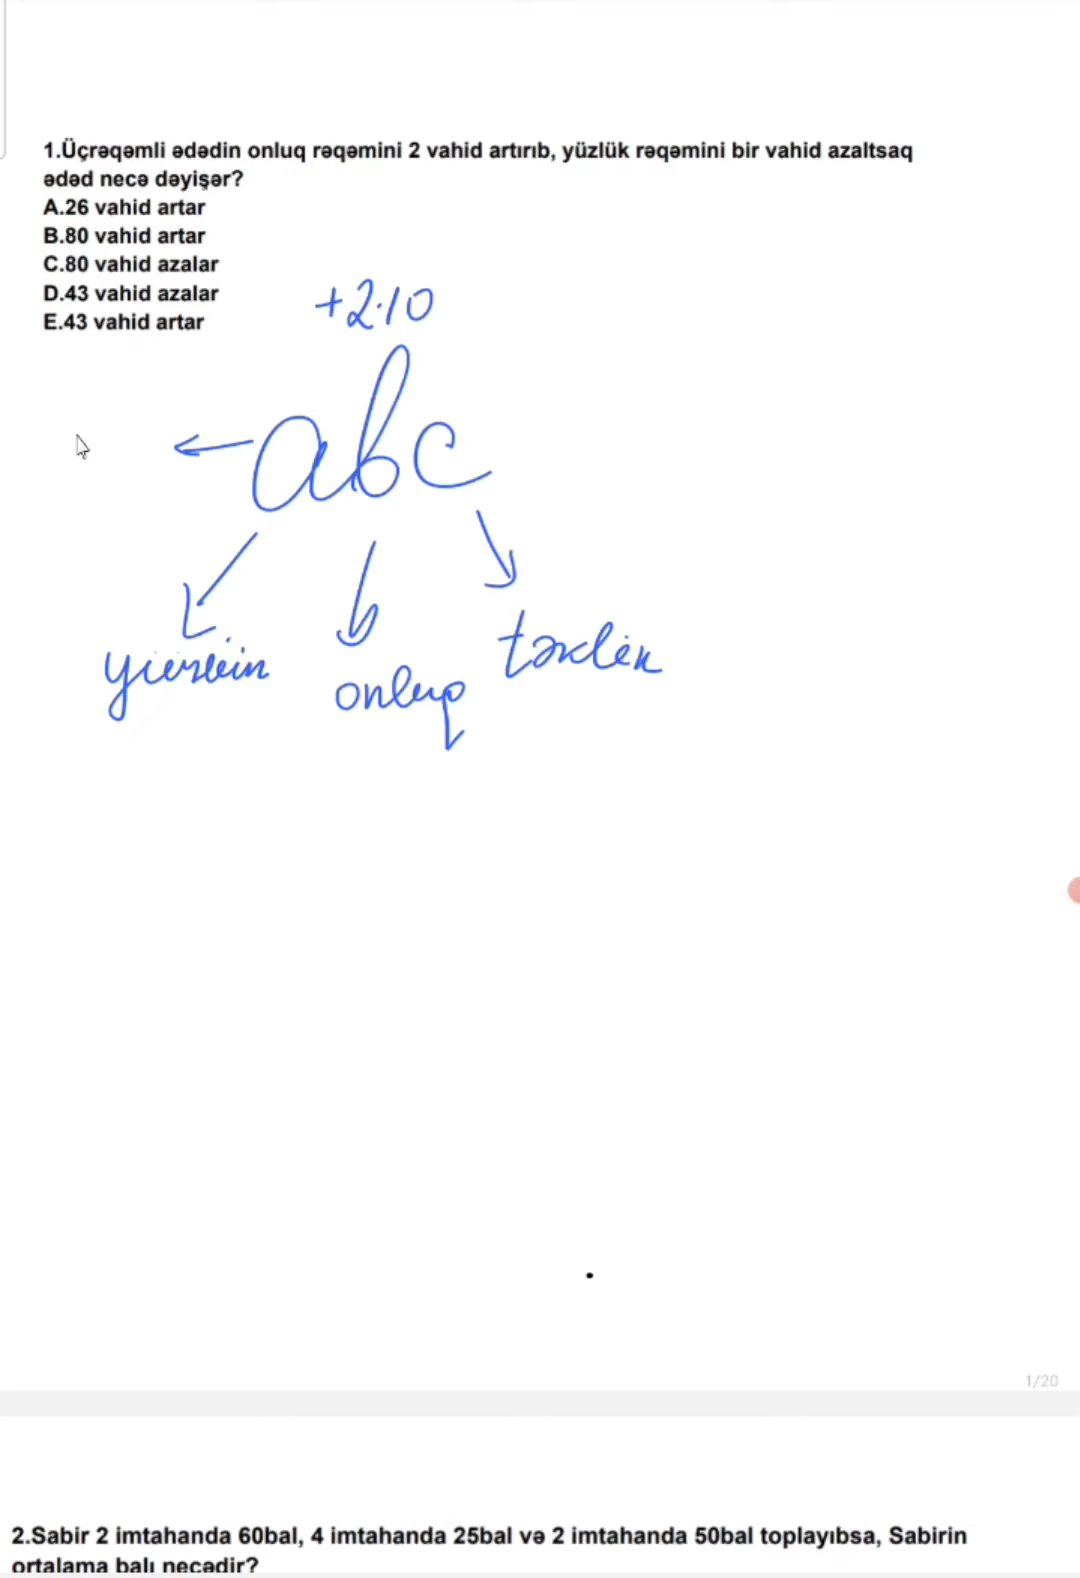 1.Üçrəqəmli ədədin onluq rəqəmini 2 vahid artırıb, yüzlük rəqəmini bir vahid azaltsaq
ədəd necə dəyişər?
A.26 vahid artar
B.80 vahid artar
C.80 vahid azalar
D.43 vahid azalar
E.43 vahid artar
+2·10
abc
təklik
onluq
1/20
2.Sabir 2 imtahanda 60bal, 4 imtahanda 25bal və 2 imtahanda 50bal toplayıbsa, Sabirin
ortalama balı necədir?